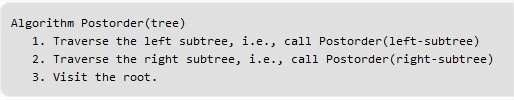 Algorithm Postorder(tree)
1. Traverse the left subtree, i.e., call Postorder(left-subtree)
2. Traverse the right subtree, i.e., call Postorder(right-subtree)
3. Visit the root.